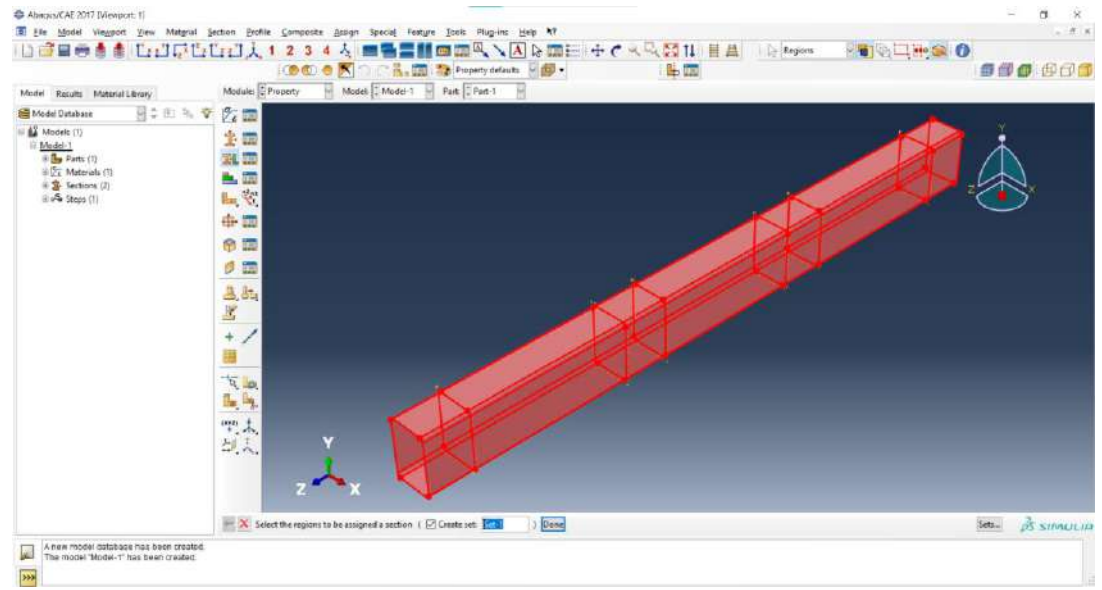 Abaqus/CAE 2017 [Viewport: 1]
File Model Viewport View Material Section Profile Composite Assign Special Feature Tools Plug-ins Help
1 2 3 4 A Regions
Property defaults
Model Results Material Library Module: Property Model: Model-1 Part: Part-1
Model Database
Models (1)
Model-1
Parts (1)
Materials (1)
Sections (2)
Steps (1)
Y
Z X
(XYZ)
Y
Z X
Select the regions to be assigned a section ( Create set: Set-1 ) Done Sets... SIMULIA
A new model database has been created.
The model "Model-1" has been created.
>>>